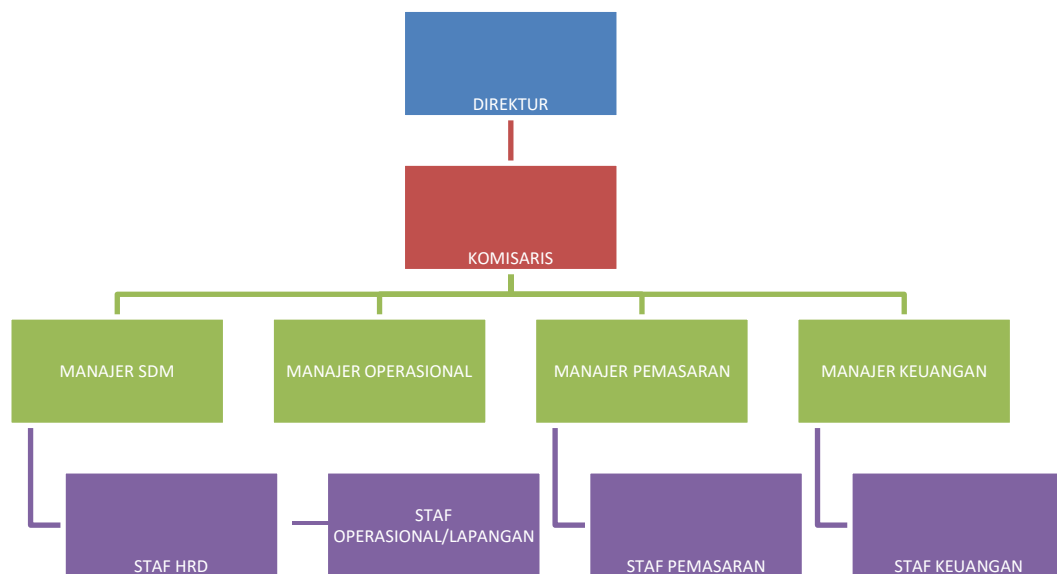 DIREKTUR
KOMISARIS
MANAJER SDM
MANAJER OPERASIONAL
MANAJER PEMASARAN
MANAJER KEUANGAN
STAF HRD
STAF
OPERASIONAL/LAPANGAN
STAF PEMASARAN
STAF KEUANGAN